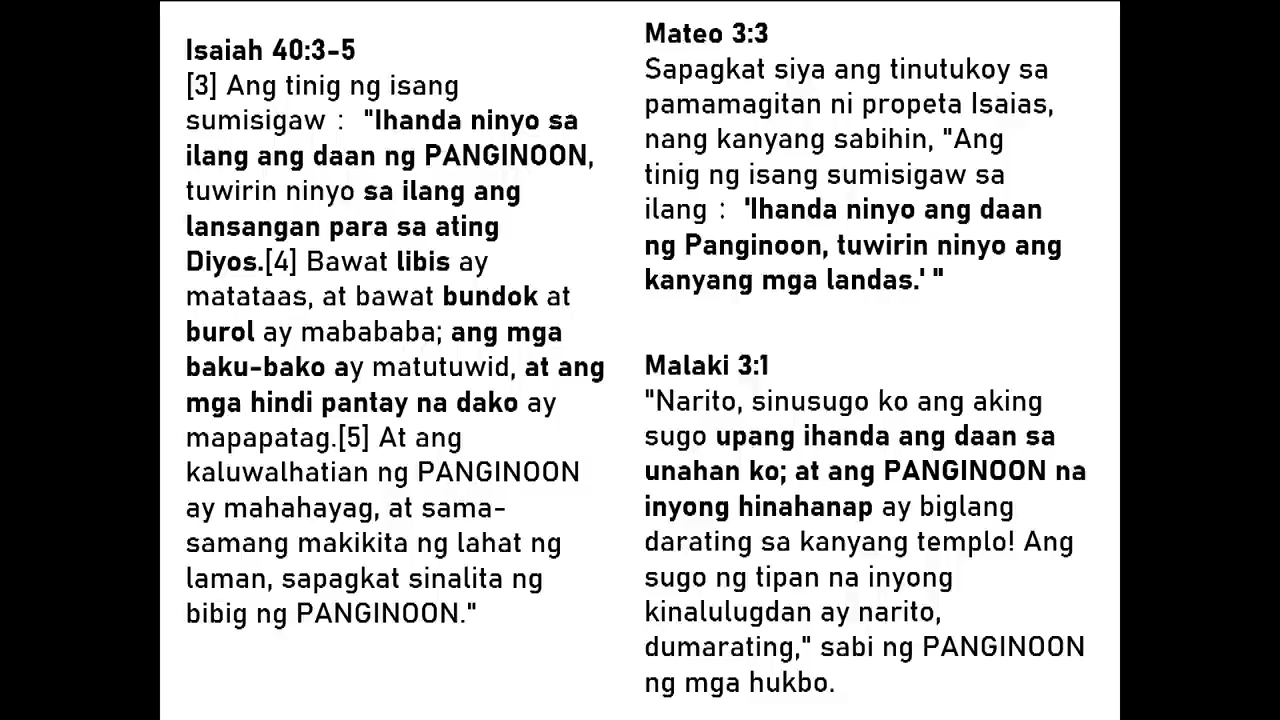 Isaiah 40:3-5
[3] Ang tinig ng isang
sumisigaw : "Ihanda ninyo sa
ilang ang daan ng PANGINOON,
tuwirin ninyo sa ilang ang
lansangan para sa ating
Diyos.[4] Bawat libis ay
matataas, at bawat bundok at
burol ay mabababa; ang mga
baku-bako ay matutuwid, at ang
mga hindi pantay na dako ay
mapapatag.[5] At ang
kaluwalhatian ng PANGINOON
ay mahahayag, at sama-
samang makikita ng lahat ng
laman, sapagkat sinalita ng
bibig ng PANGINOON."
Mateo 3:3
Sapagkat siya ang tinutukoy sa
pamamagitan ni propeta Isaias,
nang kanyang sabihin, "Ang
tinig ng isang sumisigaw sa
ilang : 'Ihanda ninyo ang daan
ng Panginoon, tuwirin ninyo ang
kanyang mga landas.' "
Malaki 3:1
"Narito, sinusugo ko ang aking
sugo upang ihanda ang daan sa
unahan ko; at ang PANGINOON na
inyong hinahanap ay biglang
darating sa kanyang templo! Ang
sugo ng tipan na inyong
kinalulugdan ay narito,
dumarating," sabi ng PANGINOON
ng mga hukbo.